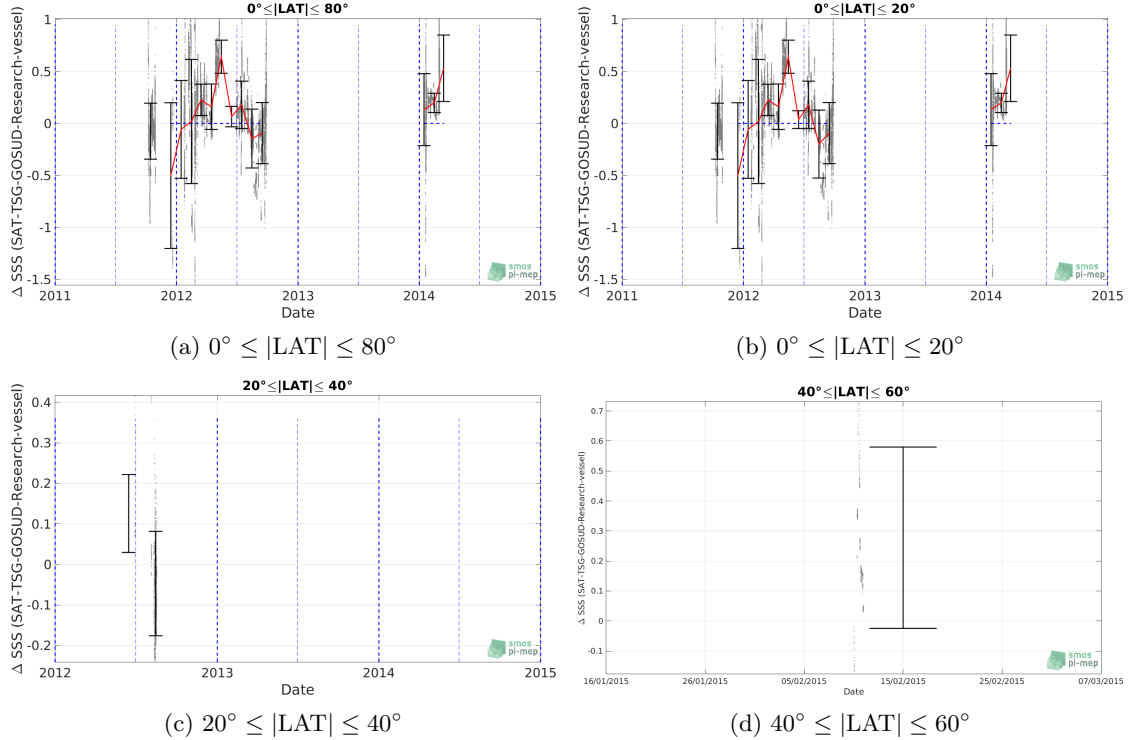 0°≤|LAT|≤ 80°
Δ SSS (SAT-TSG-GOSUD-Research-vessel)
1
0.5
0
-0.5
-1
-1.5
2011 2012 2013 2014 2015
Date
smos
pi-mep
(a) 0° ≤ |LAT| ≤ 80°
0°≤|LAT|≤ 20°
Δ SSS (SAT-TSG-GOSUD-Research-vessel)
1
0.5
0
-0.5
-1
-1.5
2011 2012 2013 2014 2015
Date
smos
pi-mep
(b) 0° ≤ |LAT| ≤ 20°
20°≤|LAT|≤ 40°
Δ SSS (SAT-TSG-GOSUD-Research-vessel)
0.4
0.3
0.2
0.1
0
-0.1
-0.2
2012 2013 2014 2015
Date
smos
pi-mep
(c) 20° ≤ |LAT| ≤ 40°
40°≤|LAT|≤ 60°
Δ SSS (SAT-TSG-GOSUD-Research-vessel)
0.7
0.6
0.5
0.4
0.3
0.2
0.1
0
-0.1
16/01/2015 26/01/2015 05/02/2015 15/02/2015 25/02/2015 07/03/2015
Date
smos
pi-mep
(d) 40° ≤ |LAT| ≤ 60°